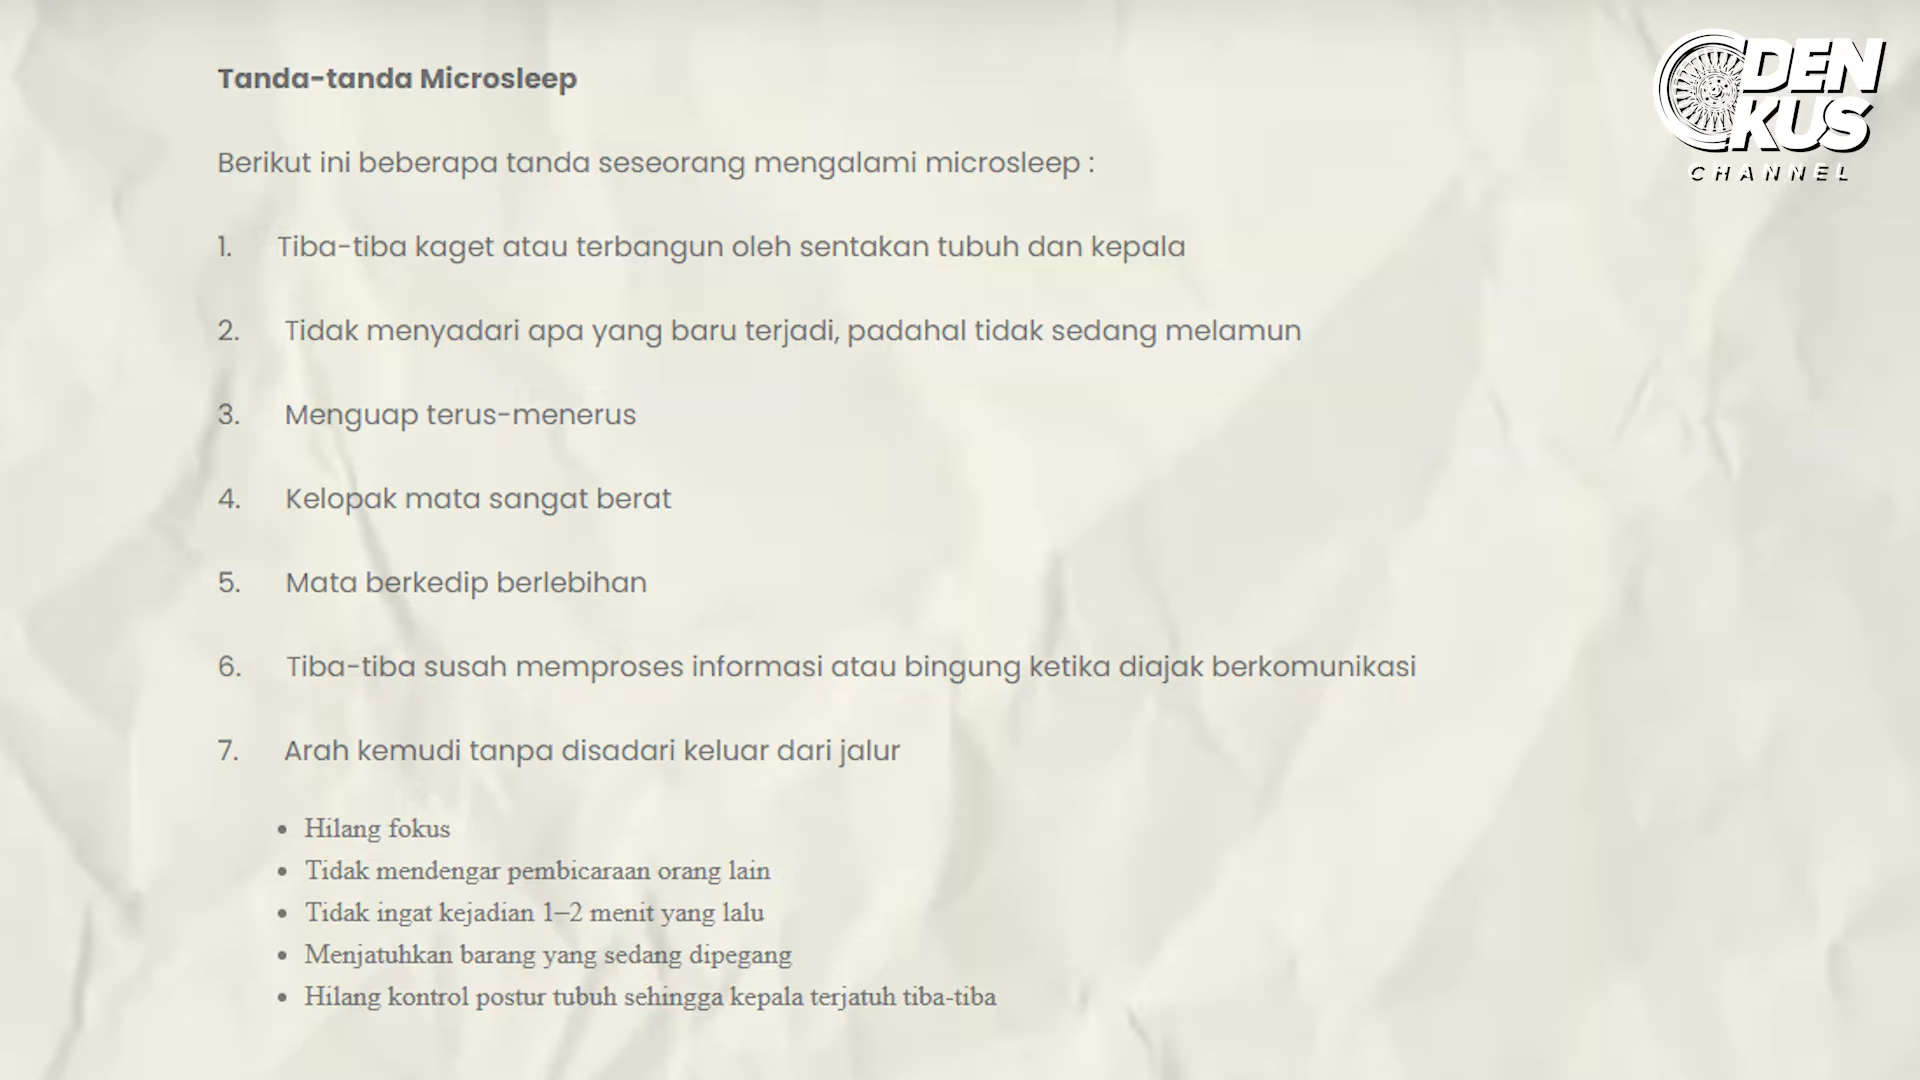 DEN
KUS
CHANNEL
Tanda-tanda Microsleep
Berikut ini beberapa tanda seseorang mengalami microsleep :
1. Tiba-tiba kaget atau terbangun oleh sentakan tubuh dan kepala
2. Tidak menyadari apa yang baru terjadi, padahal tidak sedang melamun
3. Menguap terus-menerus
4. Kelopak mata sangat berat
5. Mata berkedip berlebihan
6. Tiba-tiba susah memproses informasi atau bingung ketika diajak berkomunikasi
7. Arah kemudi tanpa disadari keluar dari jalur
• Hilang fokus
• Tidak mendengar pembicaraan orang lain
• Tidak ingat kejadian 1–2 menit yang lalu
• Menjatuhkan barang yang sedang dipegang
• Hilang kontrol postur tubuh sehingga kepala terjatuh tiba-tiba